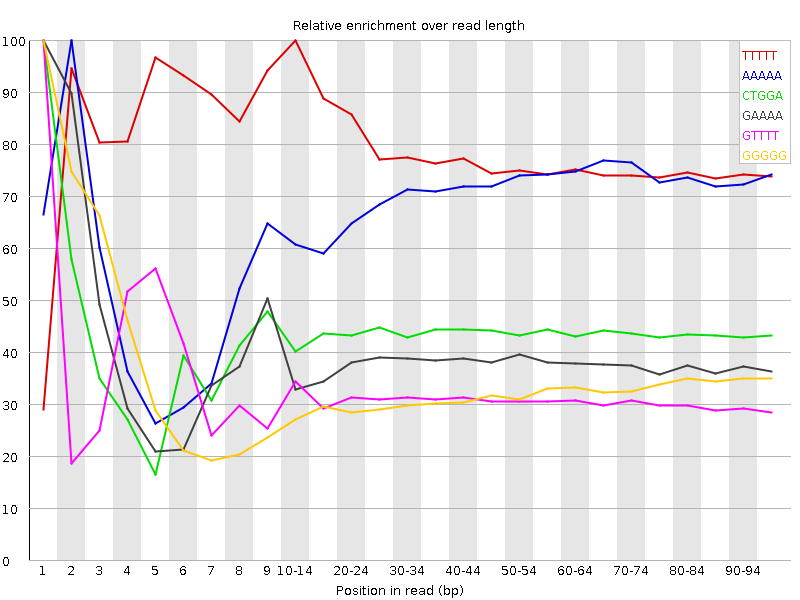 Relative enrichment over read length
100
90
80
70
60
50
40
30
20
10
0
TTTTT
AAAAA
CTGGA
GAAAA
GTTTT
GGGGG
1 2 3 4 5 6 7 8 9 10-14 20-24 30-34 40-44 50-54 60-64 70-74 80-84 90-94
Position in read (bp)